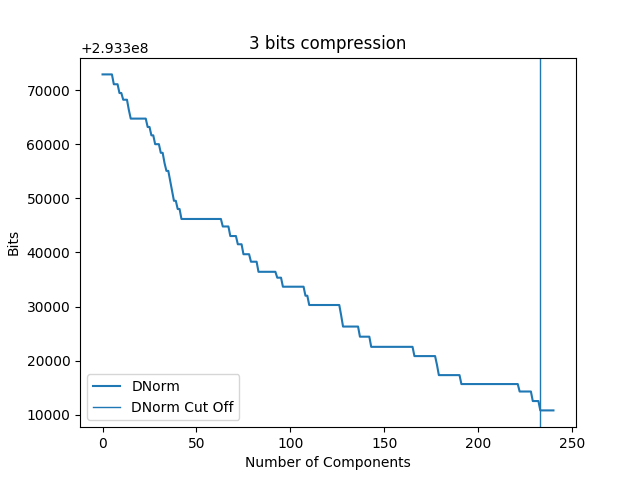 3 bits compression
+2.933e8
70000
60000
50000
40000
30000
20000
10000
Bits
DNorm
DNorm Cut Off
0 50 100 150 200 250
Number of Components